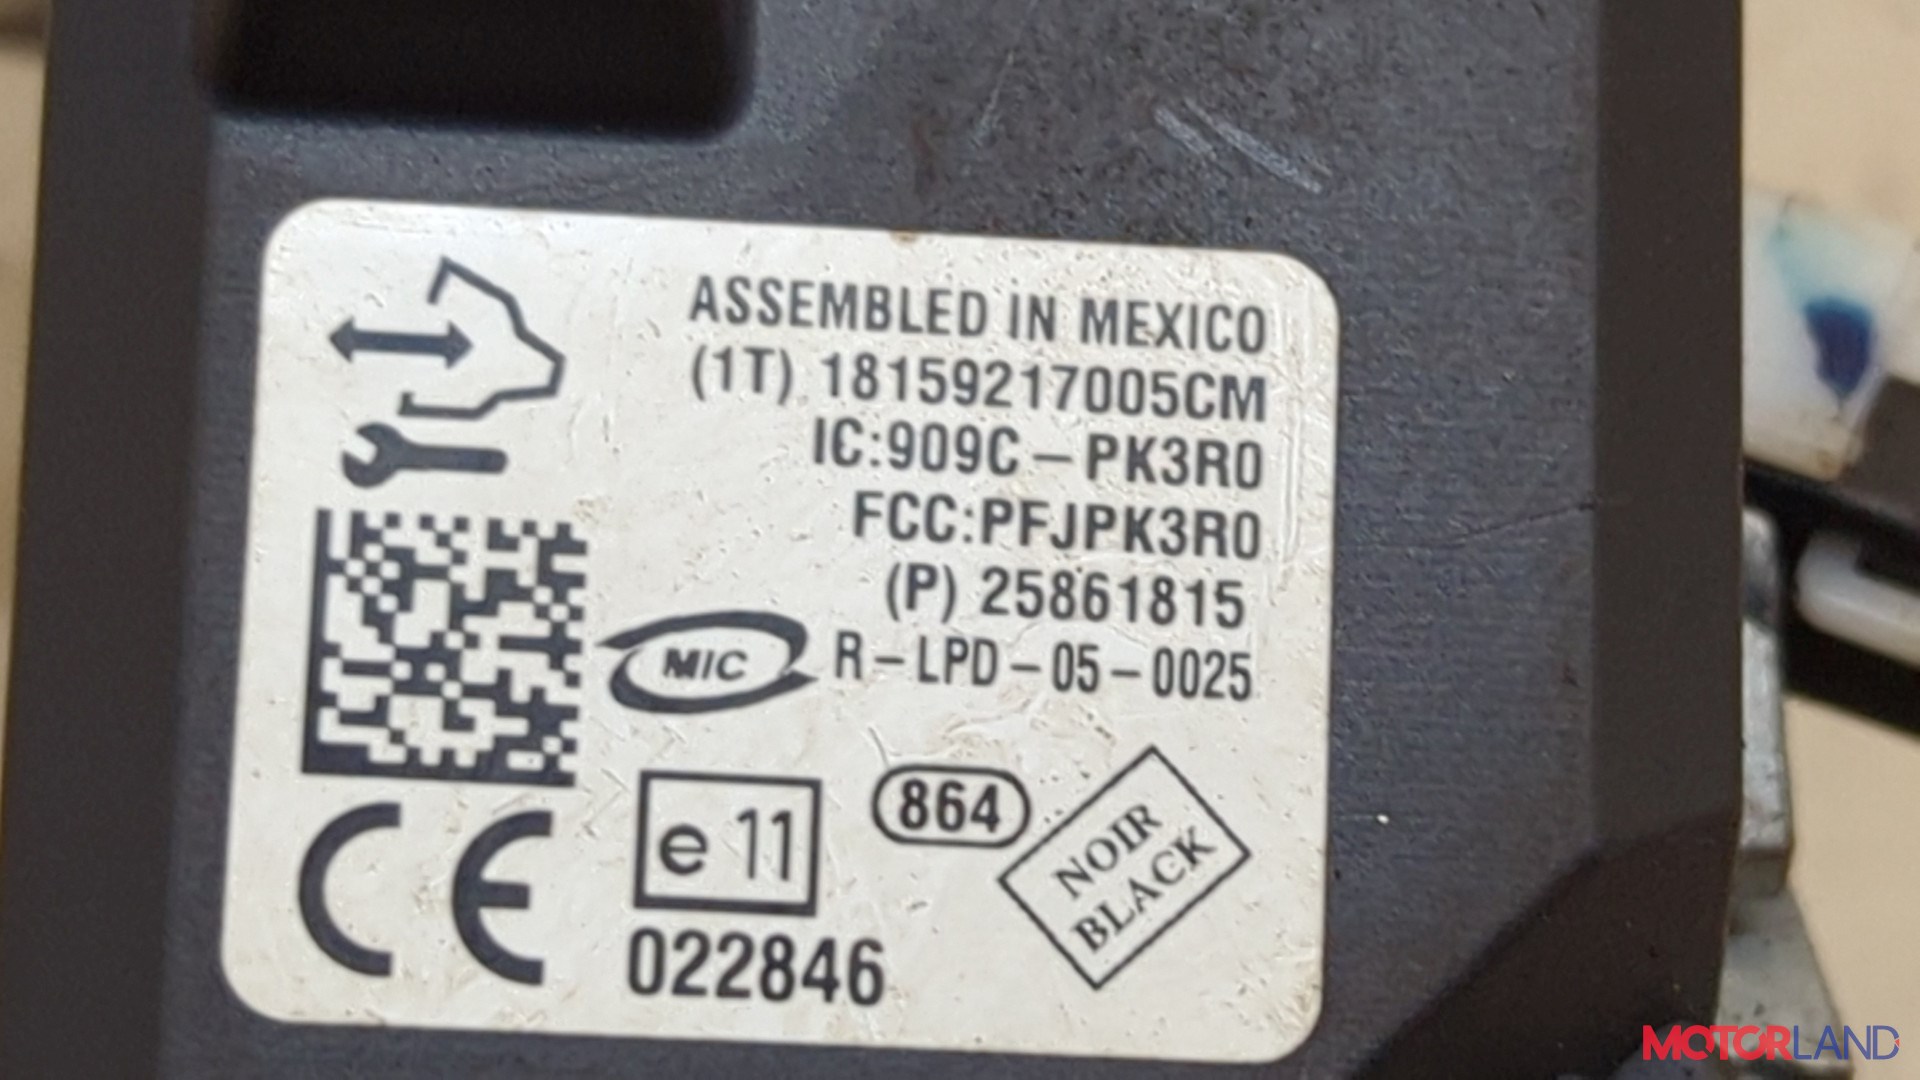 ASSEMBLED IN MEXICO
(1T) 18159217005CM
IC:909C-PK3R0
FCC:PFJPK3R0
(P) 25861815
MIC R-LPD-05-0025
CE
e 11
022846
864
NOIR
BLACK
MOTORLAND